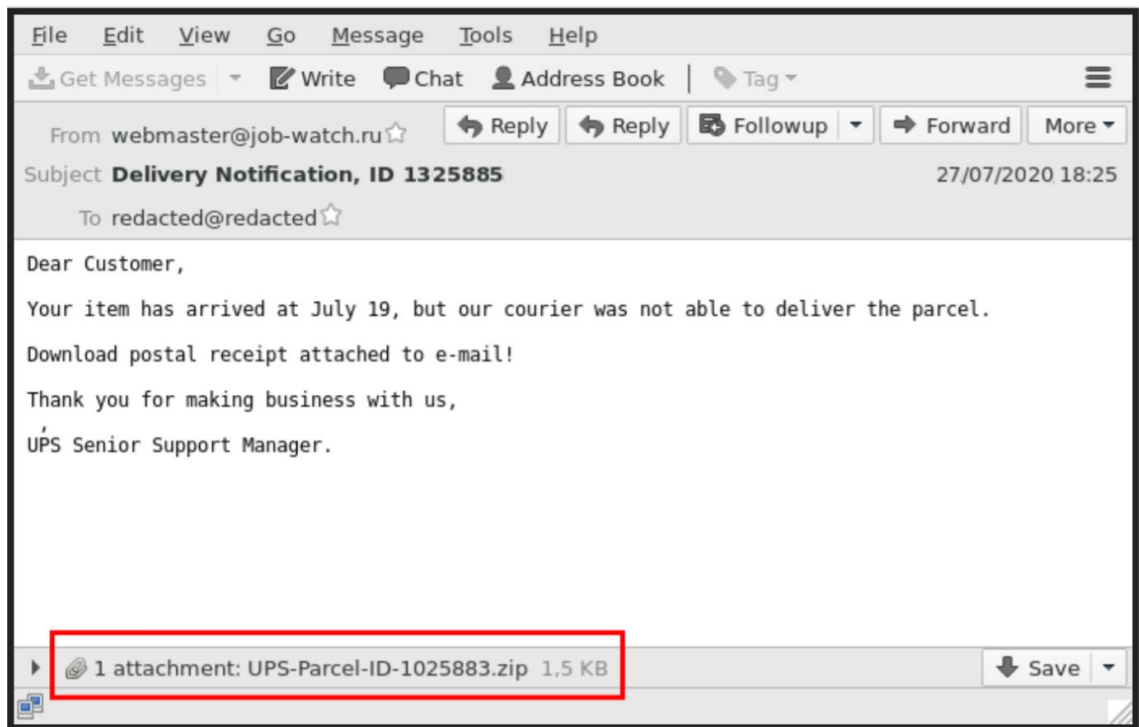 File Edit View Go Message Tools Help
Get Messages Write Chat Address Book Tag
From webmaster@job-watch.ru Reply Reply Followup Forward More
Subject Delivery Notification, ID 1325885 27/07/2020 18:25
To redacted@redacted
Dear Customer,
Your item has arrived at July 19, but our courier was not able to deliver the parcel.
Download postal receipt attached to e-mail!
Thank you for making business with us,
,
UPS Senior Support Manager.
1 attachment: UPS-Parcel-ID-1025883.zip 1,5 KB Save